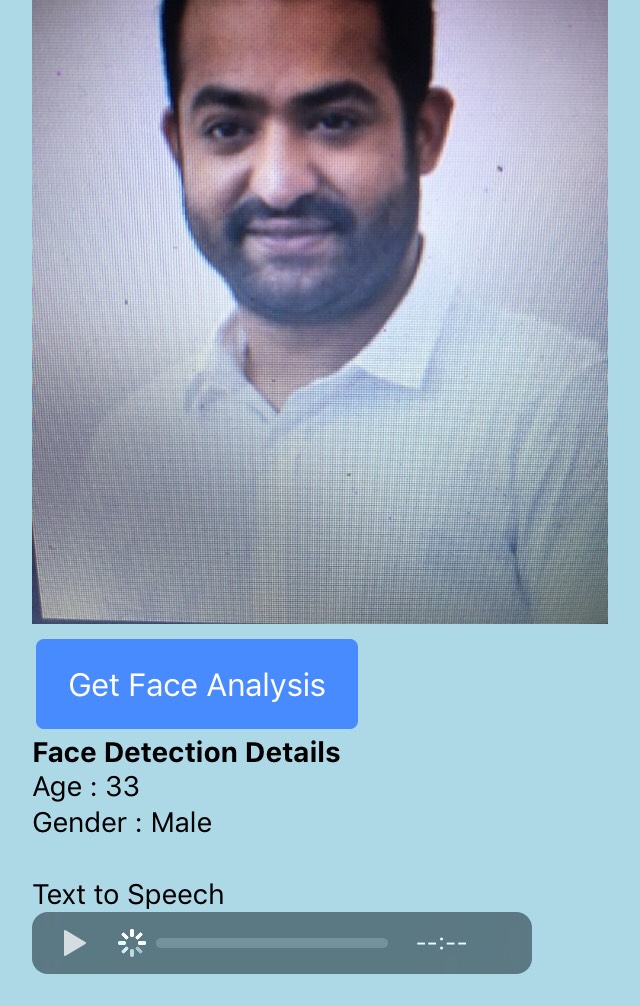 Get Face Analysis
Face Detection Details
Age : 33
Gender : Male
Text to Speech
--:--